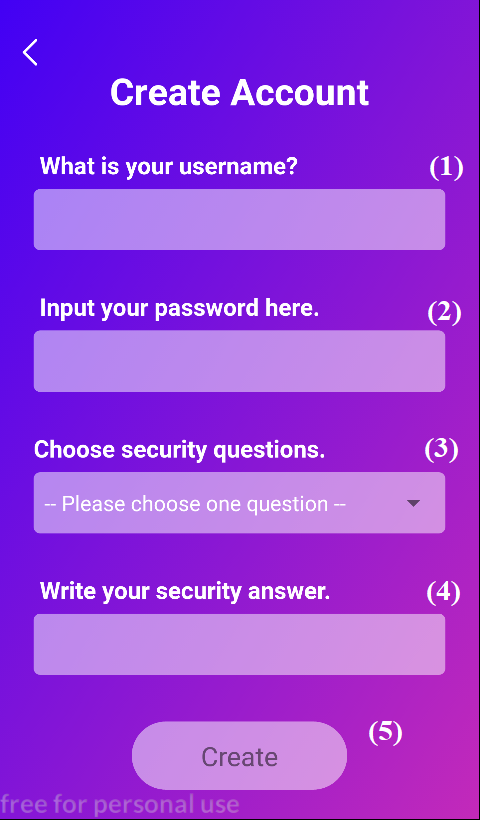 Create Account
What is your username? (1)
Input your password here. (2)
Choose security questions. (3)
-- Please choose one question --
Write your security answer. (4)
(5)
Create
free for personal use